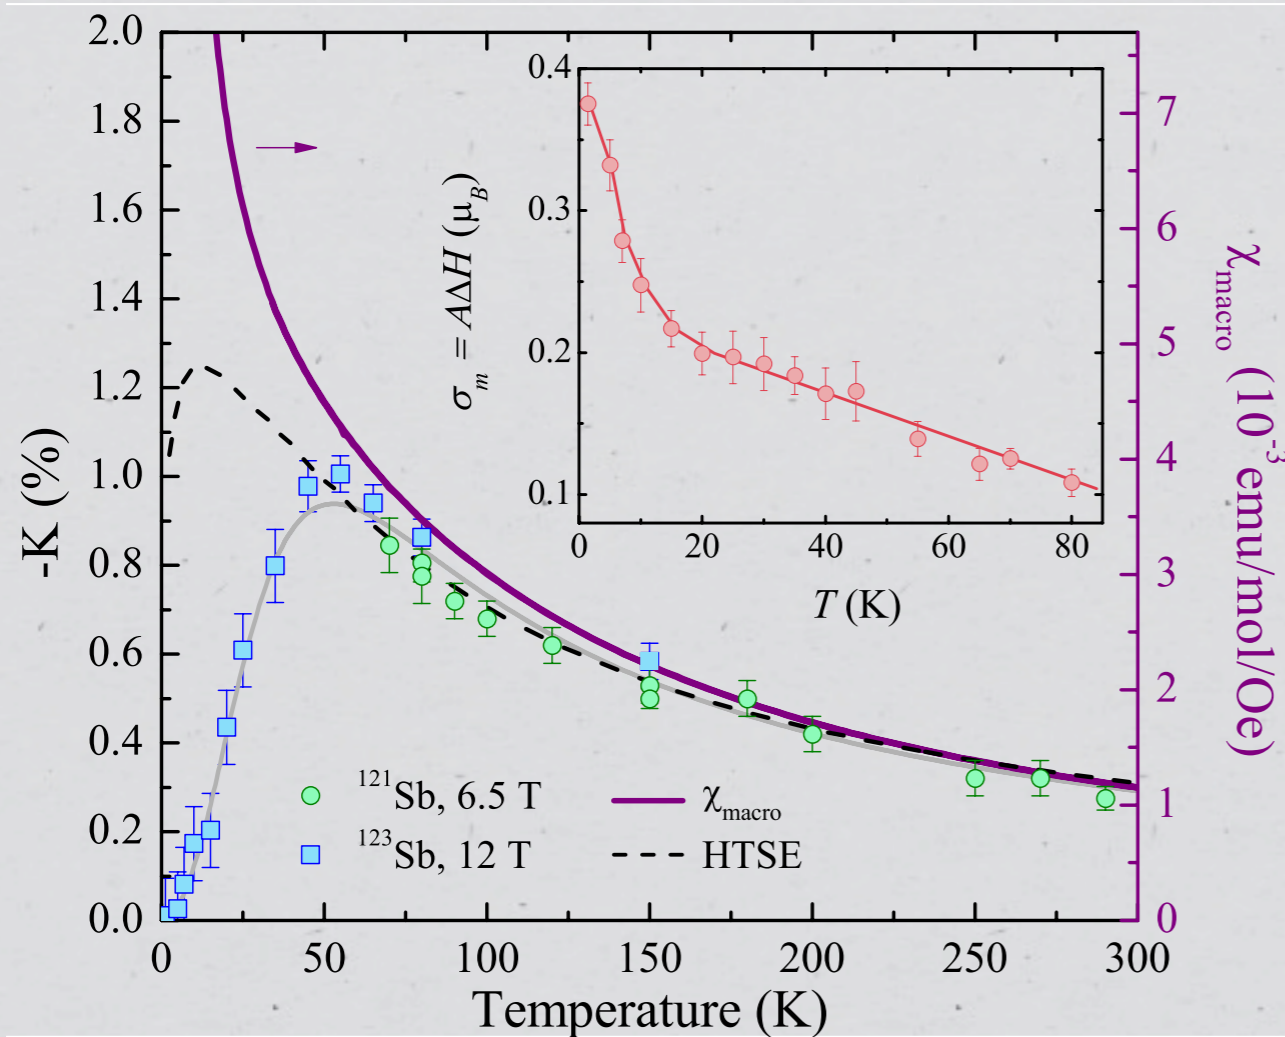 2.0
1.8
1.6
1.4
1.2
1.0
0.8
0.6
0.4
0.2
0.0
-K (%)
0 50 100 150 200 250 300
Temperature (K)
7
6
5
4
3
2
1
0
χmacro (10⁻³ emu/mol/Oe)
0.4
0.3
0.2
0.1
σm = AΔH (μB)
0 20 40 60 80
T (K)
¹²¹Sb, 6.5 T
¹²³Sb, 12 T
χmacro
HTSE